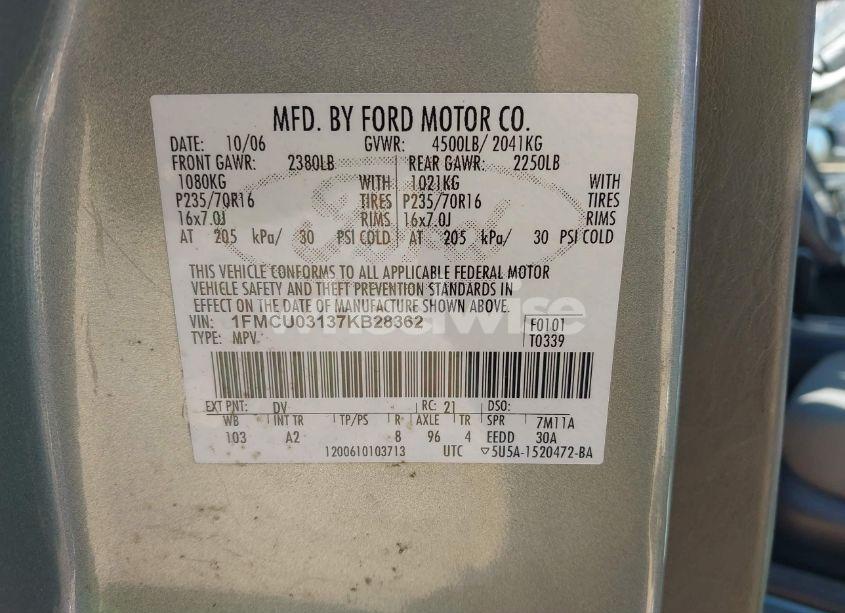 MFD. BY FORD MOTOR CO.
DATE: 10/06 GVWR: 4500LB/ 2041KG
FRONT GAWR: 2380LB REAR GAWR: 2250LB
1080KG WITH 1021KG WITH
P235/70R16 TIRES P235/70R16 TIRES
16x7.0J RIMS 16x7.0J RIMS
AT 205 kPa/ 30 PSI COLD AT 205 kPa/ 30 PSI COLD
THIS VEHICLE CONFORMS TO ALL APPLICABLE FEDERAL MOTOR
VEHICLE SAFETY AND THEFT PREVENTION STANDARDS IN
EFFECT ON THE DATE OF MANUFACTURE SHOWN ABOVE.
VIN: 1FMCU03137KB28362 F0101
TYPE: MPV T0339
EXT PNT: DV RC: 21 DSO:
WB INT TR TP/PS R AXLE TR SPR 7M11A
103 A2 8 96 4 EEDD 30A
1200610103713 UTC ▽5U5A-1520472-BA